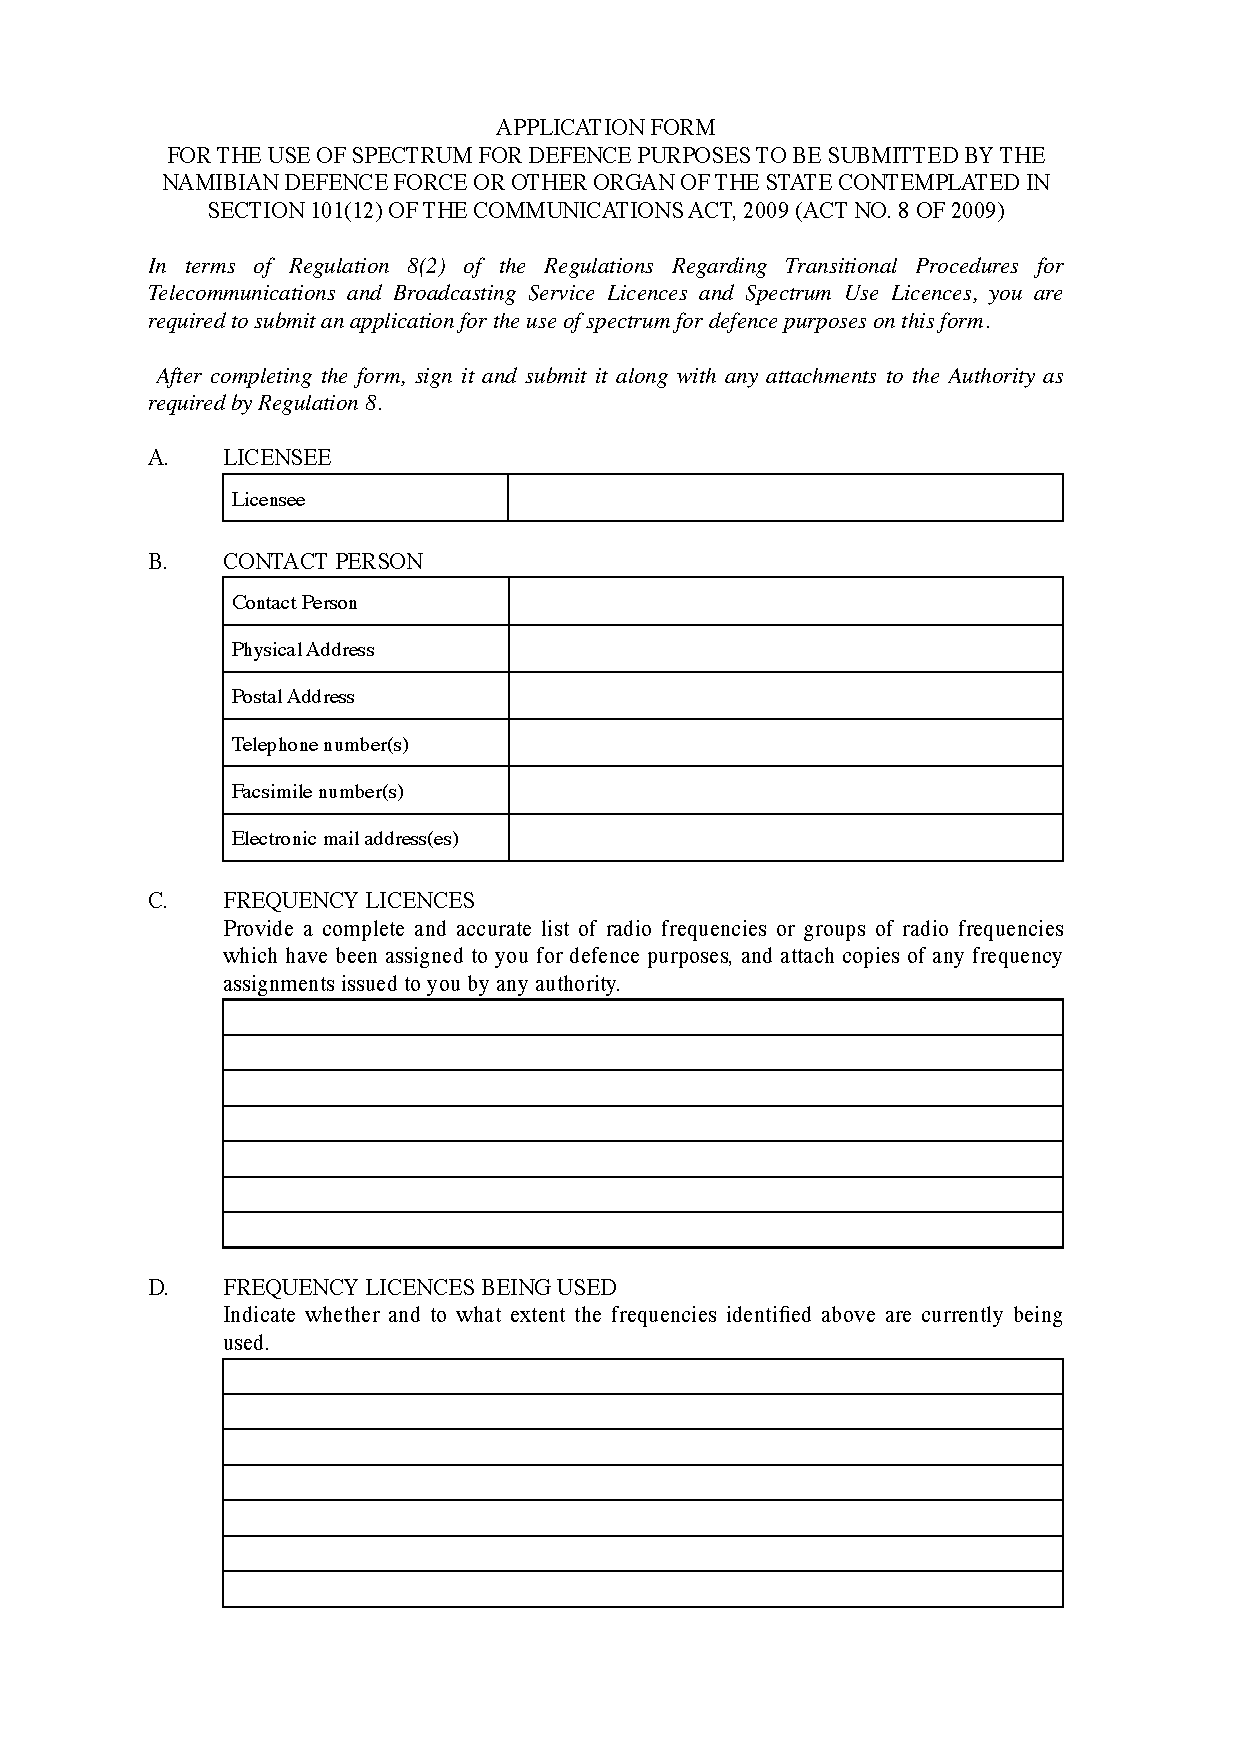 APPLICATION FORM
FOR THE USE OF SPECTRUM FOR DEFENCE PURPOSES TO BE SUBMITTED BY THE
NAMIBIAN DEFENCE FORCE OR OTHER ORGAN OF THE STATE CONTEMPLATED IN
SECTION 101(12) OF THE COMMUNICATIONS ACT, 2009 (ACT NO. 8 OF 2009)
In terms of Regulation 8(2) of the Regulations Regarding Transitional Procedures for
Telecommunications and Broadcasting Service Licences and Spectrum Use Licences, you are
required to submit an application for the use of spectrum for defence purposes on this form.
After completing the form, sign it and submit it along with any attachments to the Authority as
required by Regulation 8.
A. LICENSEE
Licensee
B. CONTACT PERSON
Contact Person
Physical Address
Postal Address
Telephone number(s)
Facsimile number(s)
Electronic mail address(es)
C. FREQUENCY LICENCES
Provide a complete and accurate list of radio frequencies or groups of radio frequencies
which have been assigned to you for defence purposes, and attach copies of any frequency
assignments issued to you by any authority.
D. FREQUENCY LICENCES BEING USED
Indicate whether and to what extent the frequencies identified above are currently being
used.